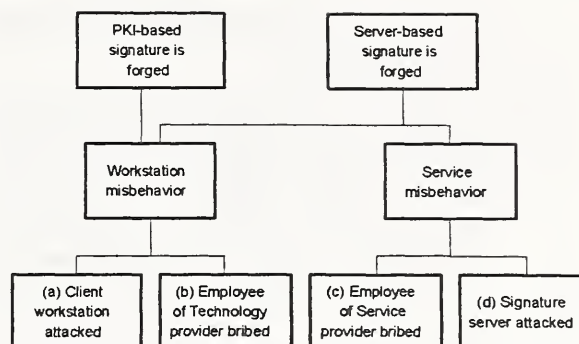 PKI-based
signature is
forged
Server-based
signature is
forged
Workstation
misbehavior
Service
misbehavior
(a) Client
workstation
attacked
(b) Employee
of Technology
provider bribed
(c) Employee
of Service
provider bribed
(d) Signature
server attacked